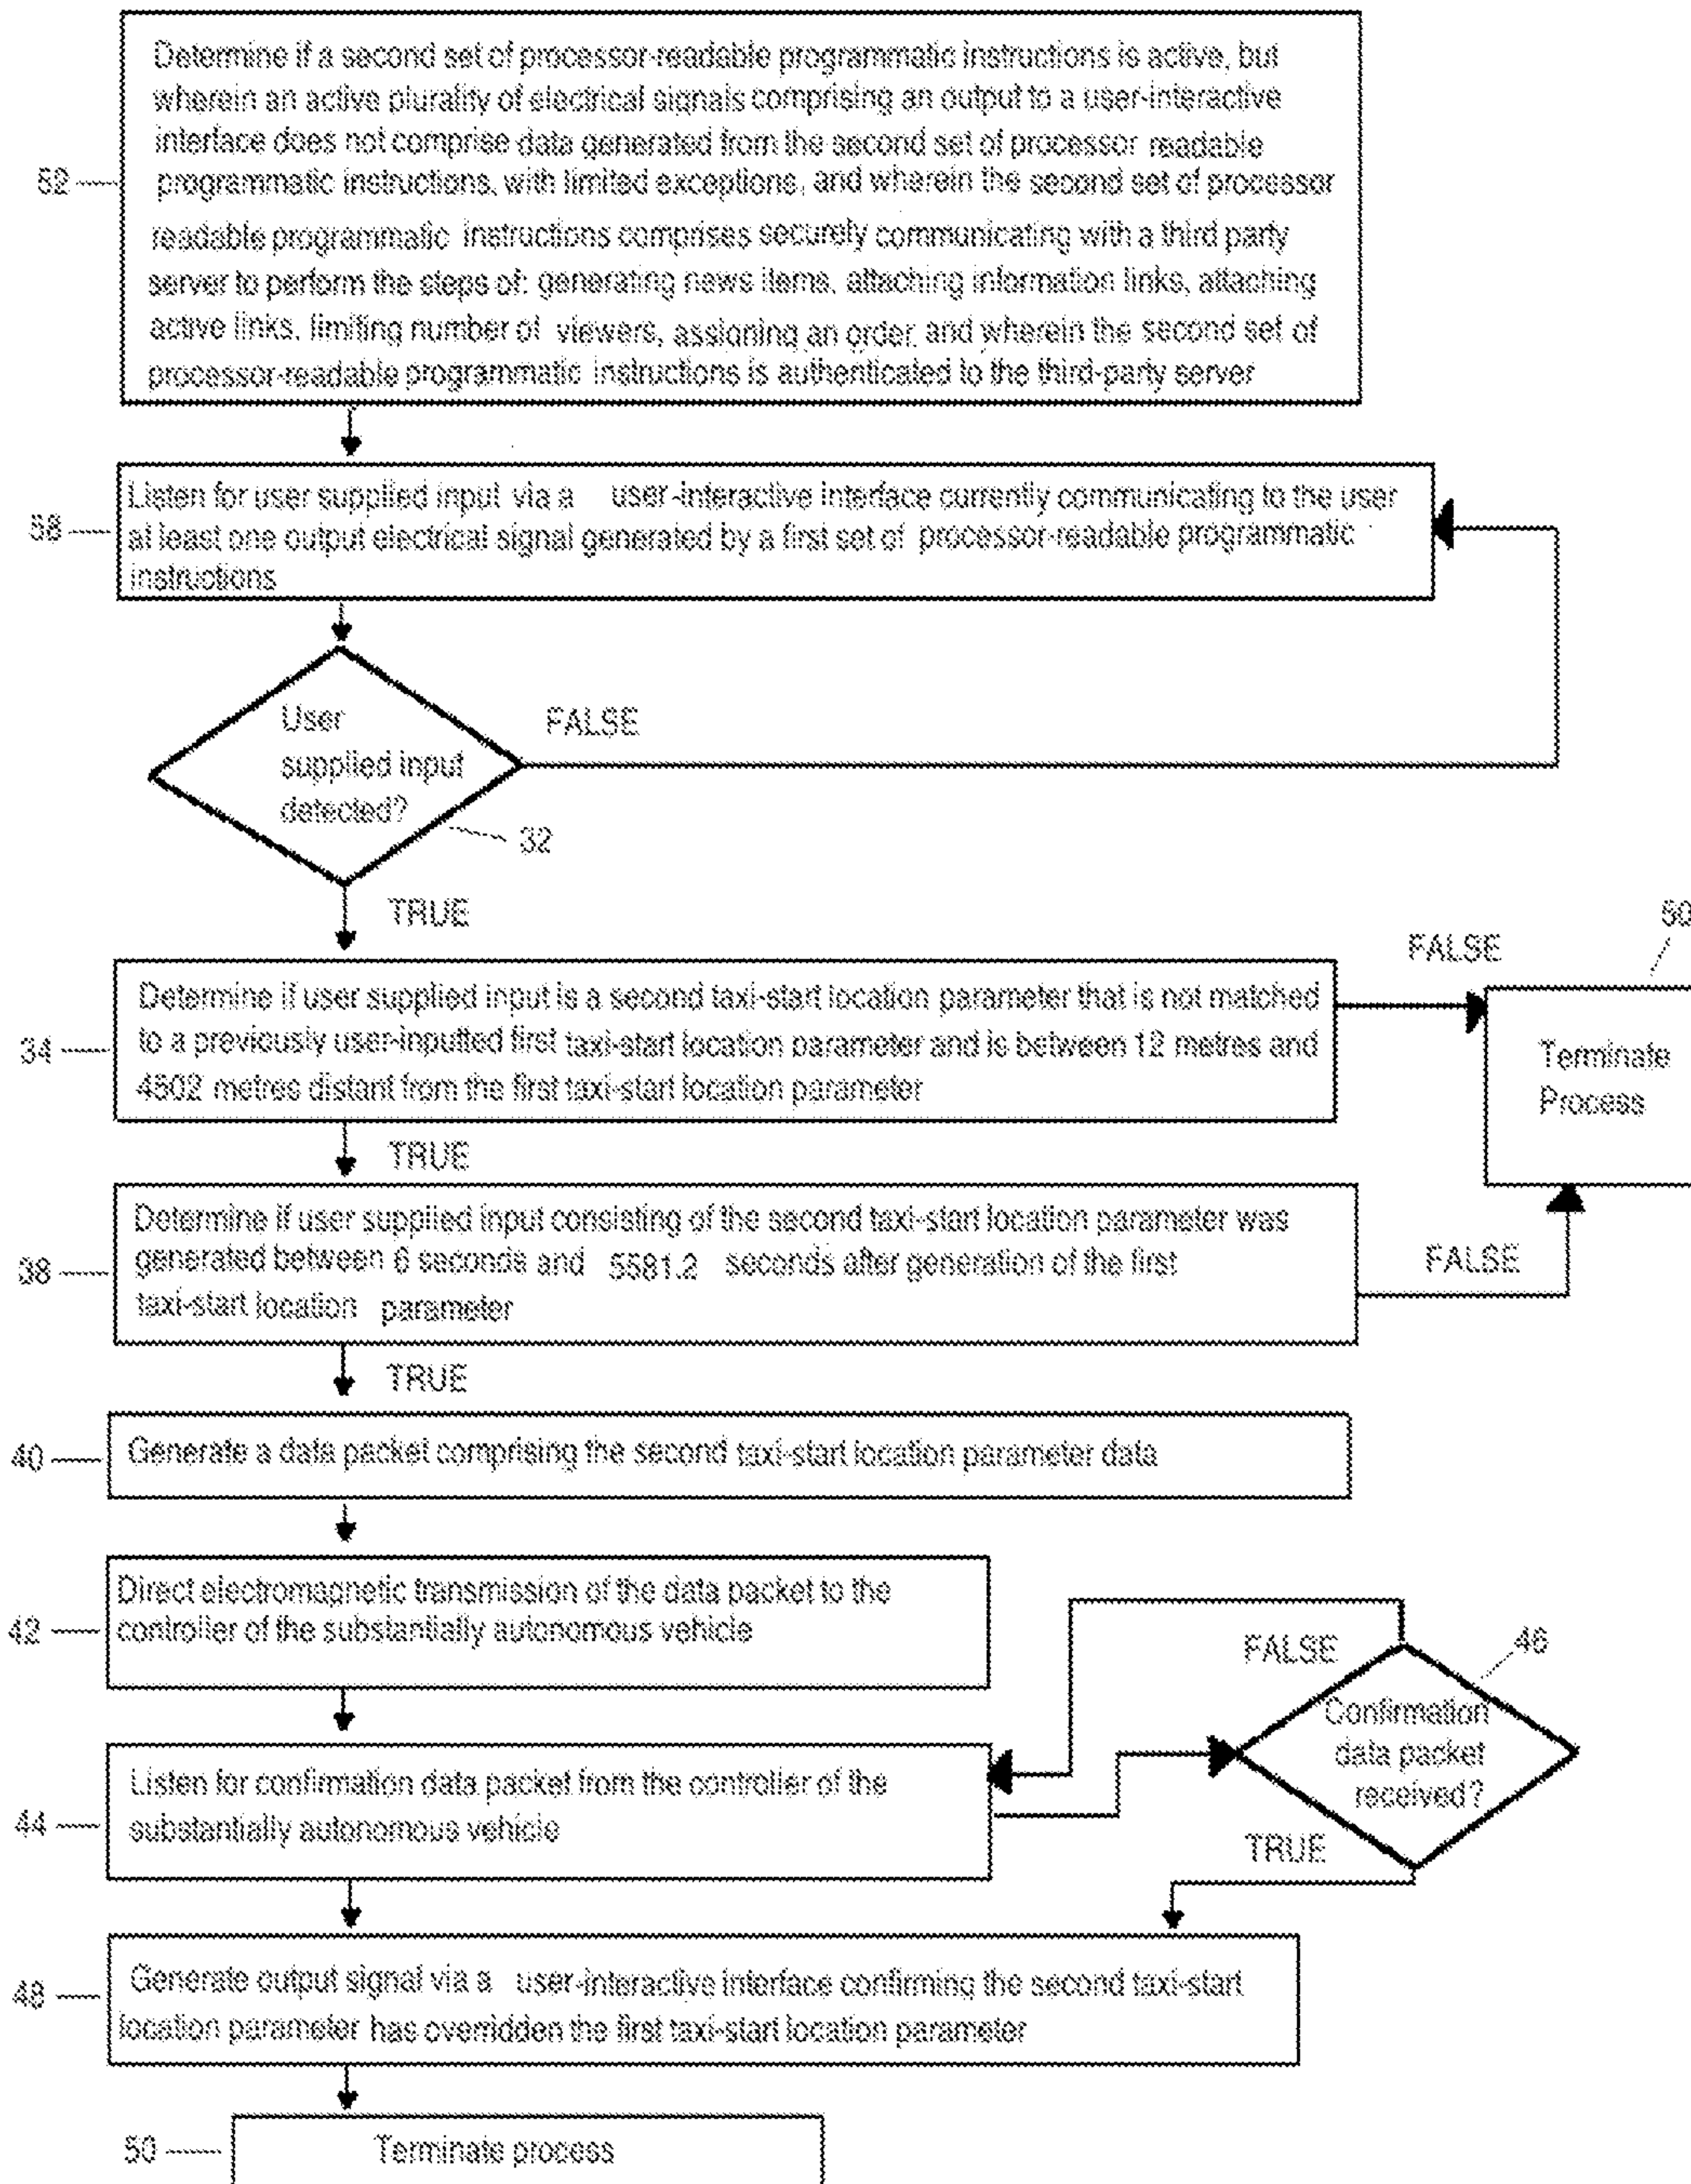 Determine if a second set of processor-readable programmatic instructions is active, but
wherein an active plurality of electrical signals comprising an output to a user-interactive
interface does not comprise data generated from the second set of processor readable
programmatic instructions, with limited exceptions, and wherein the second set of processor
readable programmatic instructions comprises securely communicating with a third party
server to perform the steps of: generating news items, attaching information links, attaching
active links, limiting number of viewers, assigning an order, and wherein the second set of
processor-readable programmatic instructions is authenticated to the third-party server
52
Listen for user supplied input via a user-interactive interface currently communicating to the user
at least one output electrical signal generated by a first set of processor-readable programmatic
instructions
58
User
supplied input
detected?
FALSE
32
TRUE
Determine if user supplied input is a second taxi-start location parameter that is not matched
to a previously user-inputted first taxi-start location parameter and is between 12 metres and
4502 metres distant from the first taxi-start location parameter
34
FALSE
50
Terminate
Process
TRUE
Determine if user supplied input consisting of the second taxi-start location parameter was
generated between 6 seconds and 5581.2 seconds after generation of the first
taxi-start location parameter
38
FALSE
TRUE
Generate a data packet comprising the second taxi-start location parameter data
40
Direct electromagnetic transmission of the data packet to the
controller of the substantially autonomous vehicle
42
FALSE
46
Confirmation
data packet
received?
Listen for confirmation data packet from the controller of the
substantially autonomous vehicle
44
TRUE
Generate output signal via a user-interactive interface confirming the second taxi-start
location parameter has overridden the first taxi-start location parameter
48
50
Terminate process